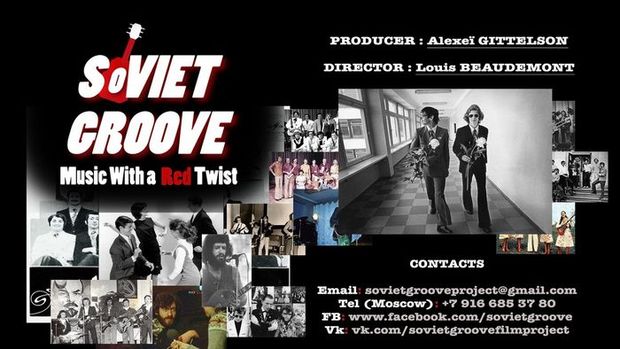 SoVIET
GROOVE
Music With a Red Twist
PRODUCER : Alexeï GITTELSON
DIRECTOR : Louis BEAUDEMONT
CONTACTS
Email: sovietgrooveproject@gmail.com
Tel (Moscow): +7 916 685 37 80
FB: www.facebook.com/sovietgroove
Vk: vk.com/sovietgroovefilmproject